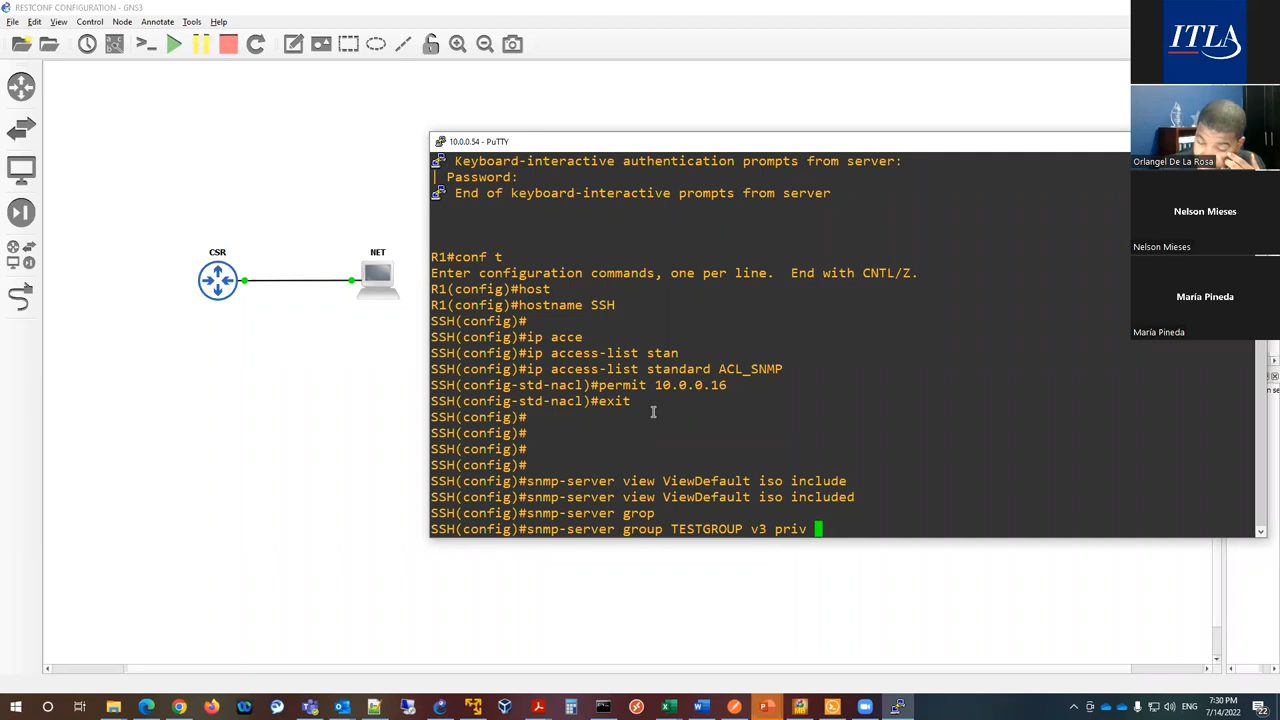 RESTCONF CONFIGURATION - GNS3
File Edit View Control Node Annotate Tools Help
ITLA
Orlangel De La Rosa
Nelson Mieses
Nelson Mieses
María Pineda
María Pineda
CSR
NET
10.0.0.54 - PuTTY
Keyboard-interactive authentication prompts from server:
| Password:
End of keyboard-interactive prompts from server
R1#conf t
Enter configuration commands, one per line. End with CNTL/Z.
R1(config)#host
R1(config)#hostname SSH
SSH(config)#
SSH(config)#ip acce
SSH(config)#ip access-list stan
SSH(config)#ip access-list standard ACL_SNMP
SSH(config-std-nacl)#permit 10.0.0.16
SSH(config-std-nacl)#exit
SSH(config)#
SSH(config)#
SSH(config)#
SSH(config)#
SSH(config)#snmp-server view ViewDefault iso include
SSH(config)#snmp-server view ViewDefault iso included
SSH(config)#snmp-server grop
SSH(config)#snmp-server group TESTGROUP v3 priv
ENG
7:30 PM
7/14/2022
22